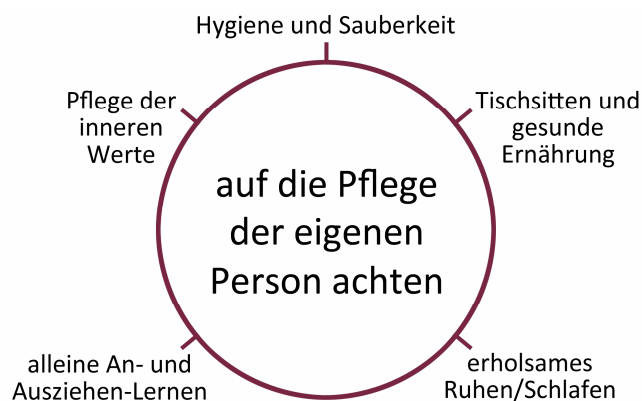 Hygiene und Sauberkeit
Pflege der
inneren
Werte
Tischsitten und
gesunde
Ernährung
auf die Pflege
der eigenen
Person achten
alleine An- und
Ausziehen-Lernen
erholsames
Ruhen/Schlafen